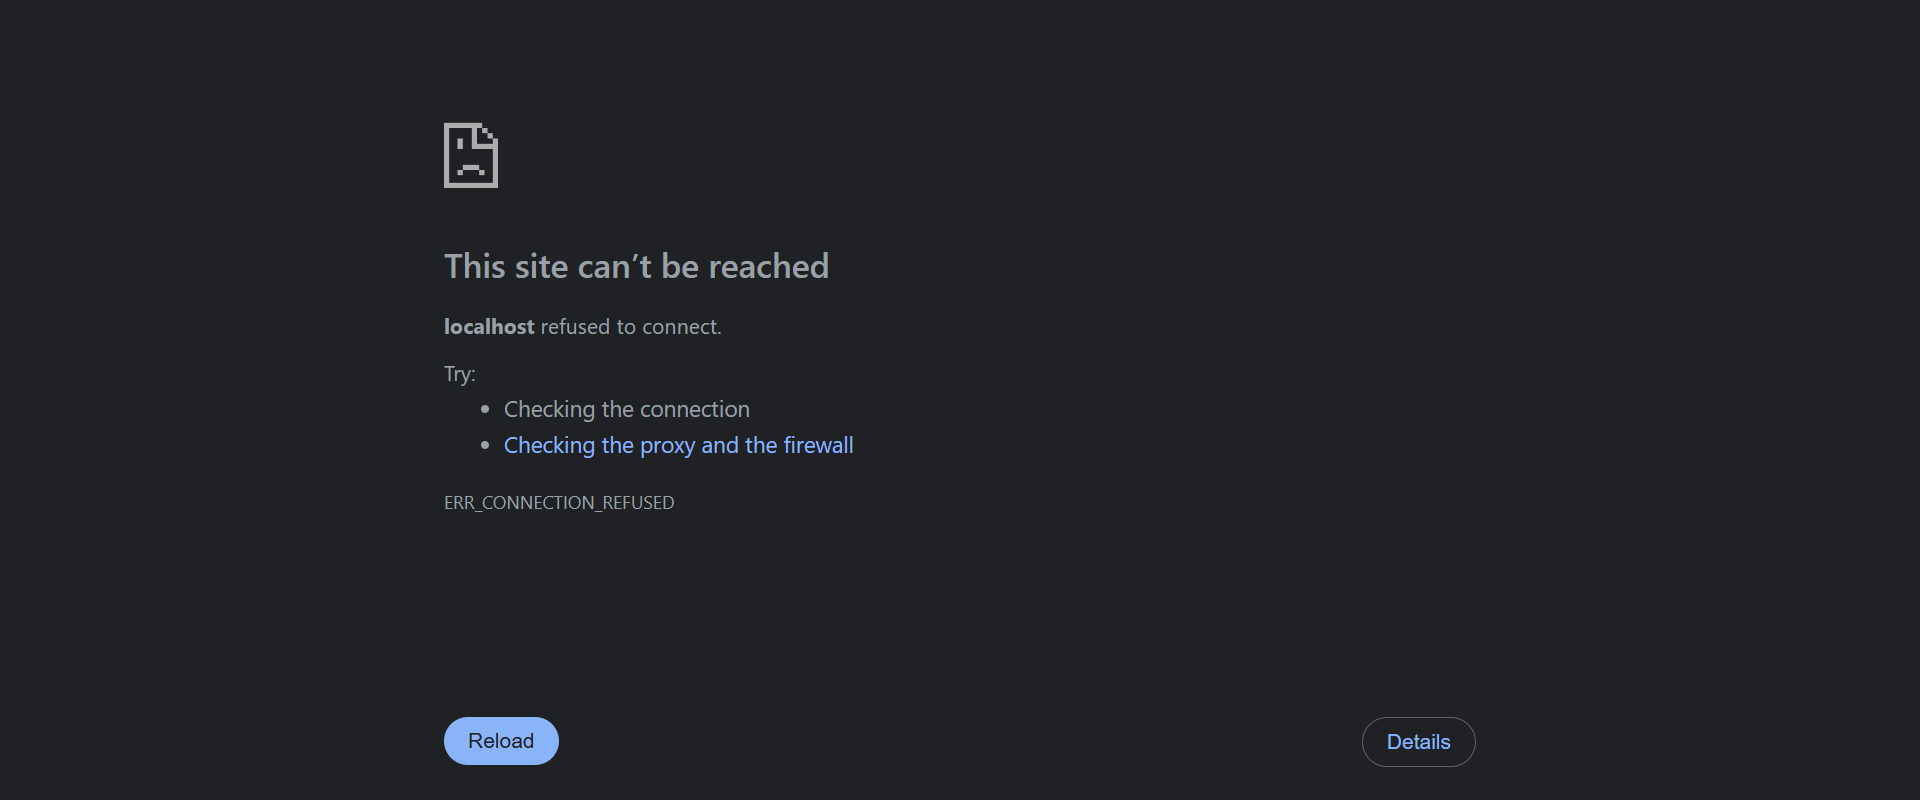 This site can’t be reached
localhost refused to connect.
Try:
Checking the connection
Checking the proxy and the firewall
ERR_CONNECTION_REFUSED
Reload
Details